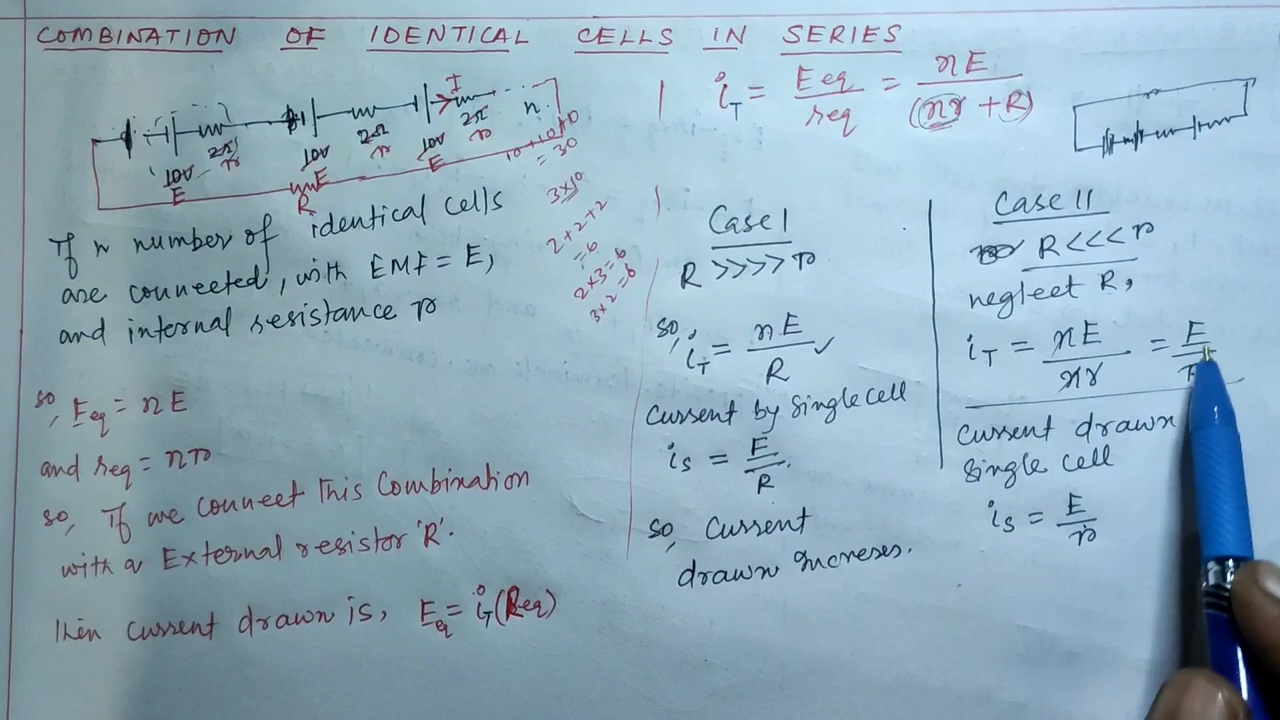 COMBINATION OF IDENTICAL CELLS IN SERIES
I
n
2Ω 2Ω 2Ω
r r r
10V 10V 10V
E E E
R
10+10+10
= 30
3×10
2+2+2
=6
2×3=6
3×2=6
If n number of identical cells
are connected, with EMF = E,
and internal resistance r
so, Eeq = nE
and req = nr
so, If we connect This Combination
with a External resistor 'R'.
Then current drawn is, Eeq = iT(Req)
iT = Eeq/req = nE/(nr + R)
Case I
R >>>> r
so, iT = nE/R ✓
Current by Single cell
is = E/R.
so, Current
drawn Increses.
Case II
R <<< r
neglect R,
iT = nE/nr = E/r
Current drawn
Single cell
is = E/r